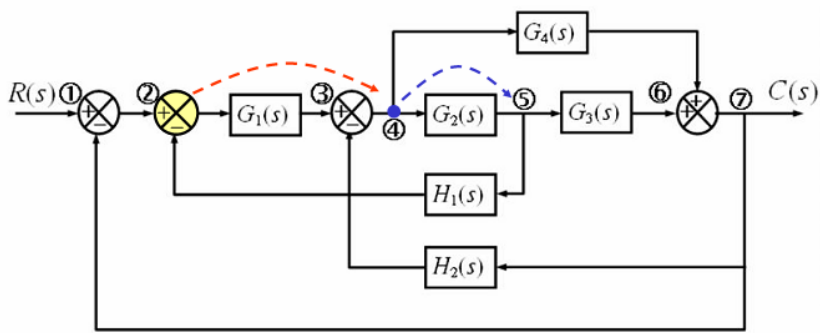 G₄(s)
R(s) ① ② ③ ⑤ ⑥ ⑦ C(s)
+ + G₁(s) + G₂(s) G₃(s) + +
− − − ④
H₁(s)
H₂(s)